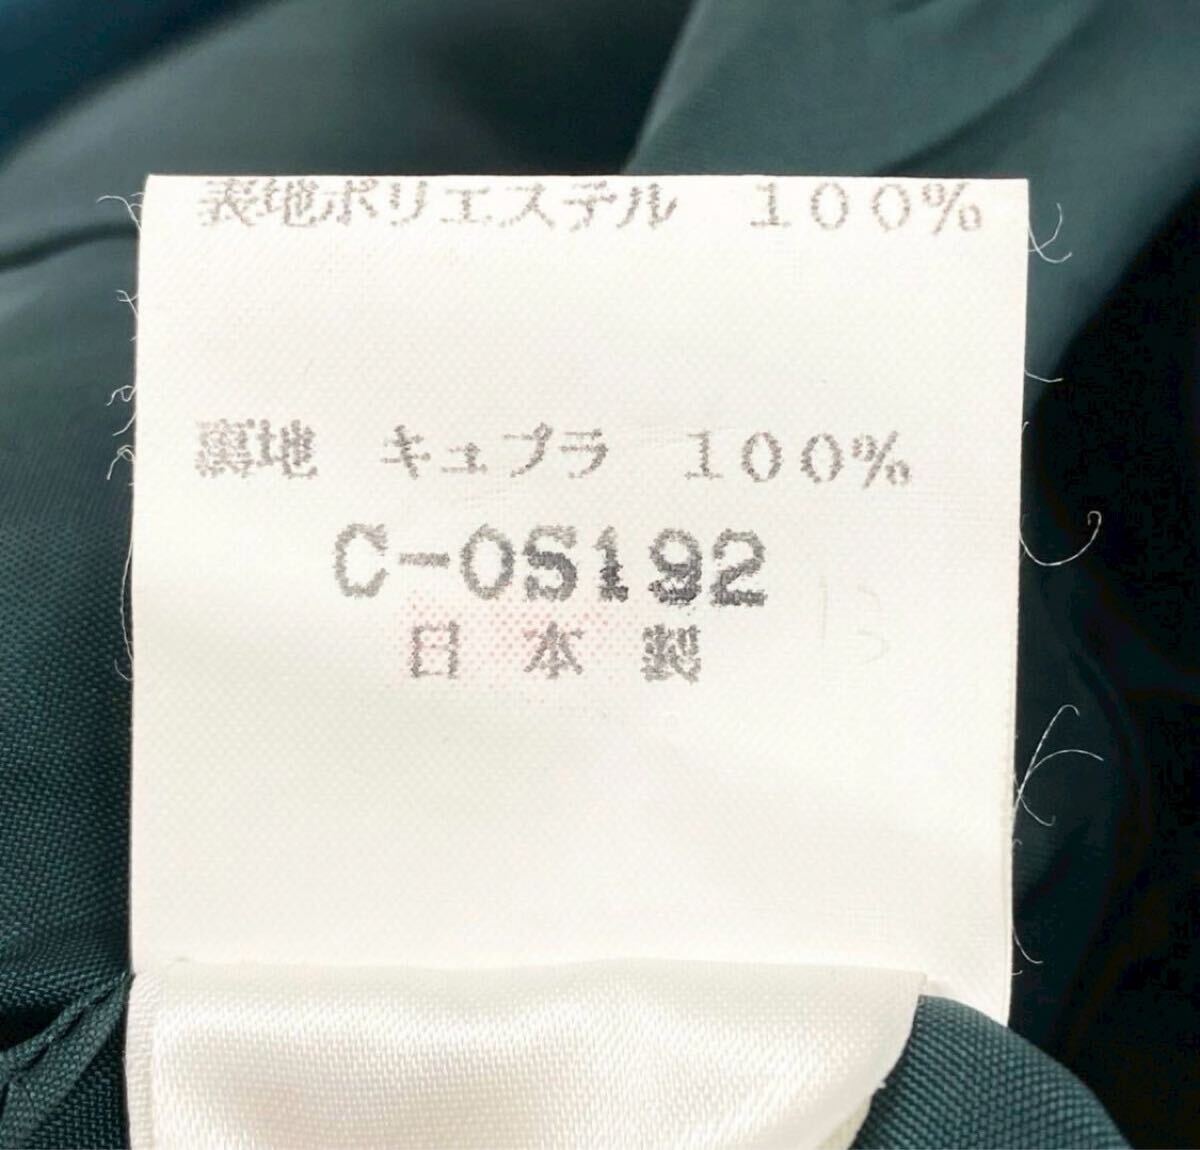 表地ポリエステル 100%
裏地 キュプラ 100%
C-OS192
日本製